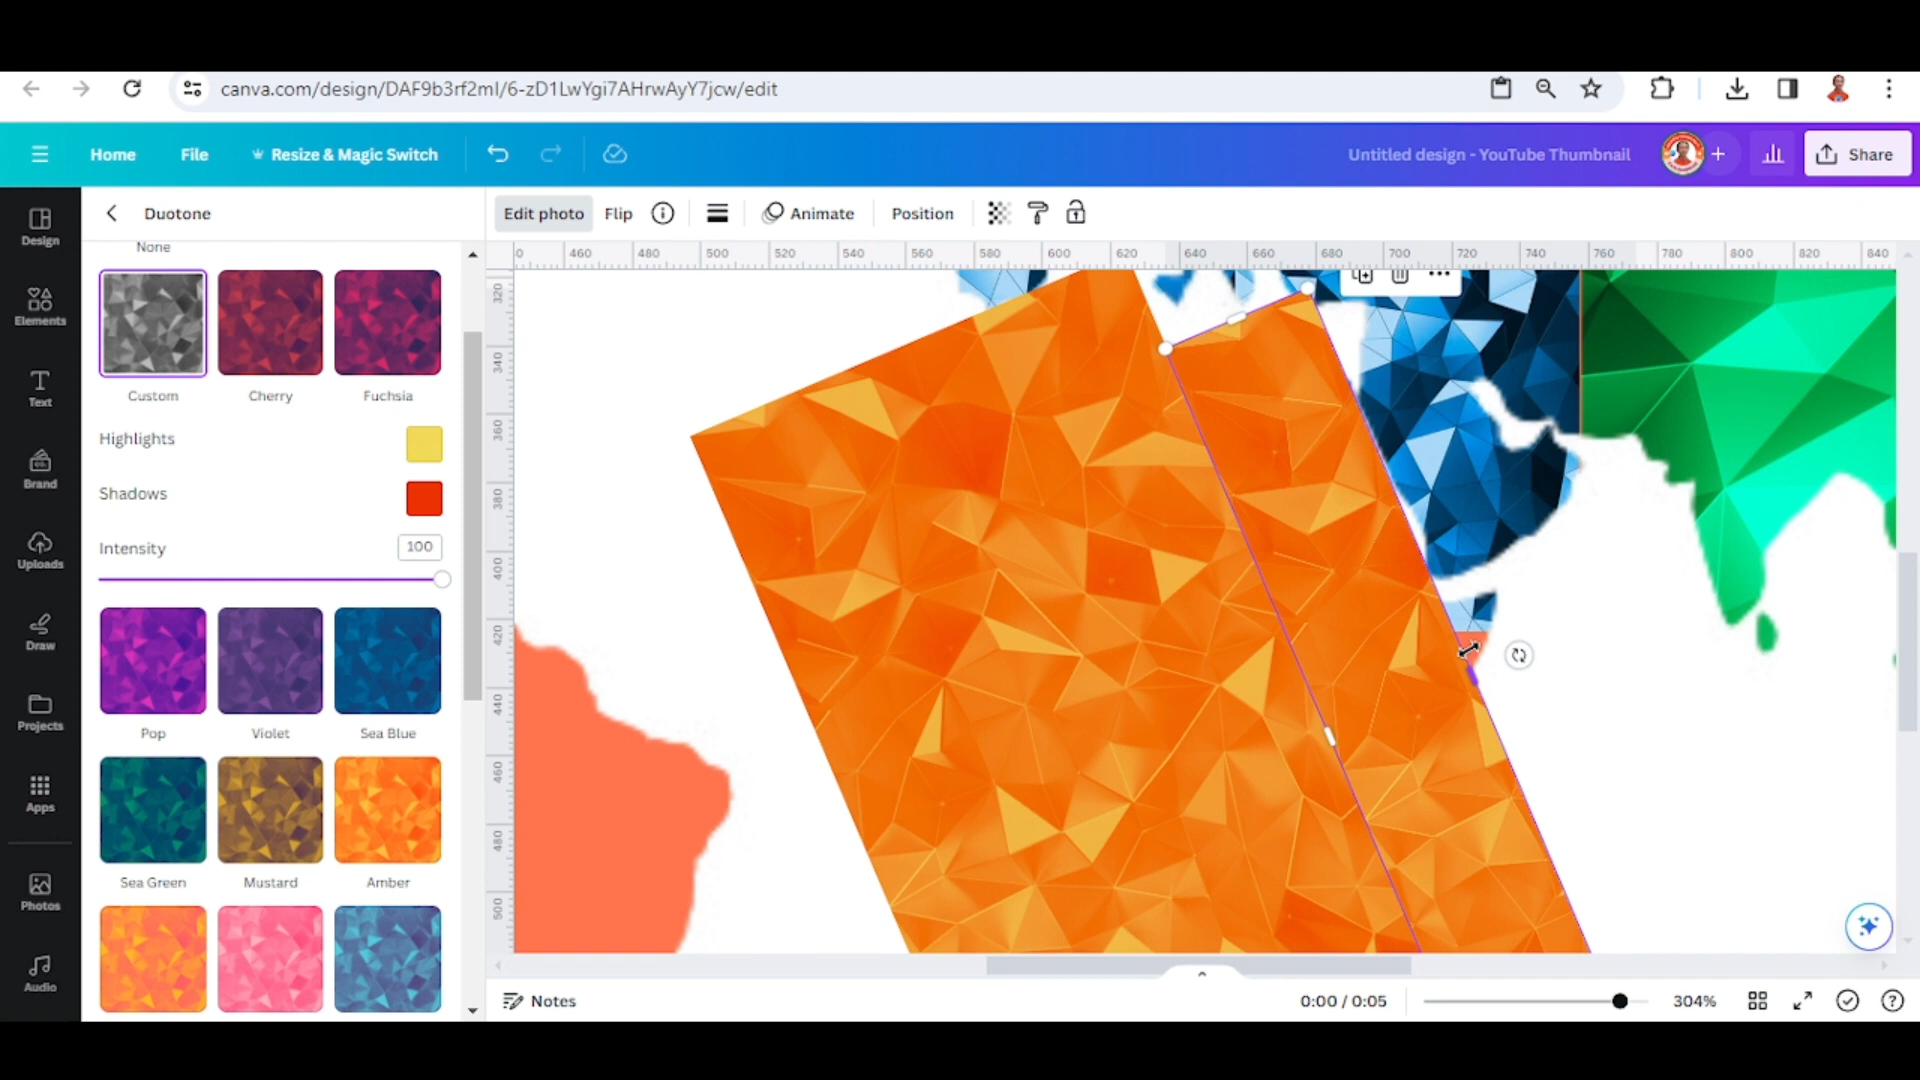 canva.com/design/DAF9b3rf2mI/6-zD1LwYgi7AHrwAyY7jcw/edit
Home
File
Resize & Magic Switch
Untitled design - YouTube Thumbnail
Share
Design
Elements
Text
Brand
Uploads
Draw
Projects
Apps
Photos
Audio
Duotone
None
Custom
Cherry
Fuchsia
Highlights
Shadows
Intensity
100
Pop
Violet
Sea Blue
Sea Green
Mustard
Amber
Edit photo
Flip
Animate
Position
0 460 480 500 520 540 560 580 600 620 640 660 680 700 720 740 760 780 800 820 840
320
340
360
380
400
420
440
460
480
500
Notes
0:00 / 0:05
304%